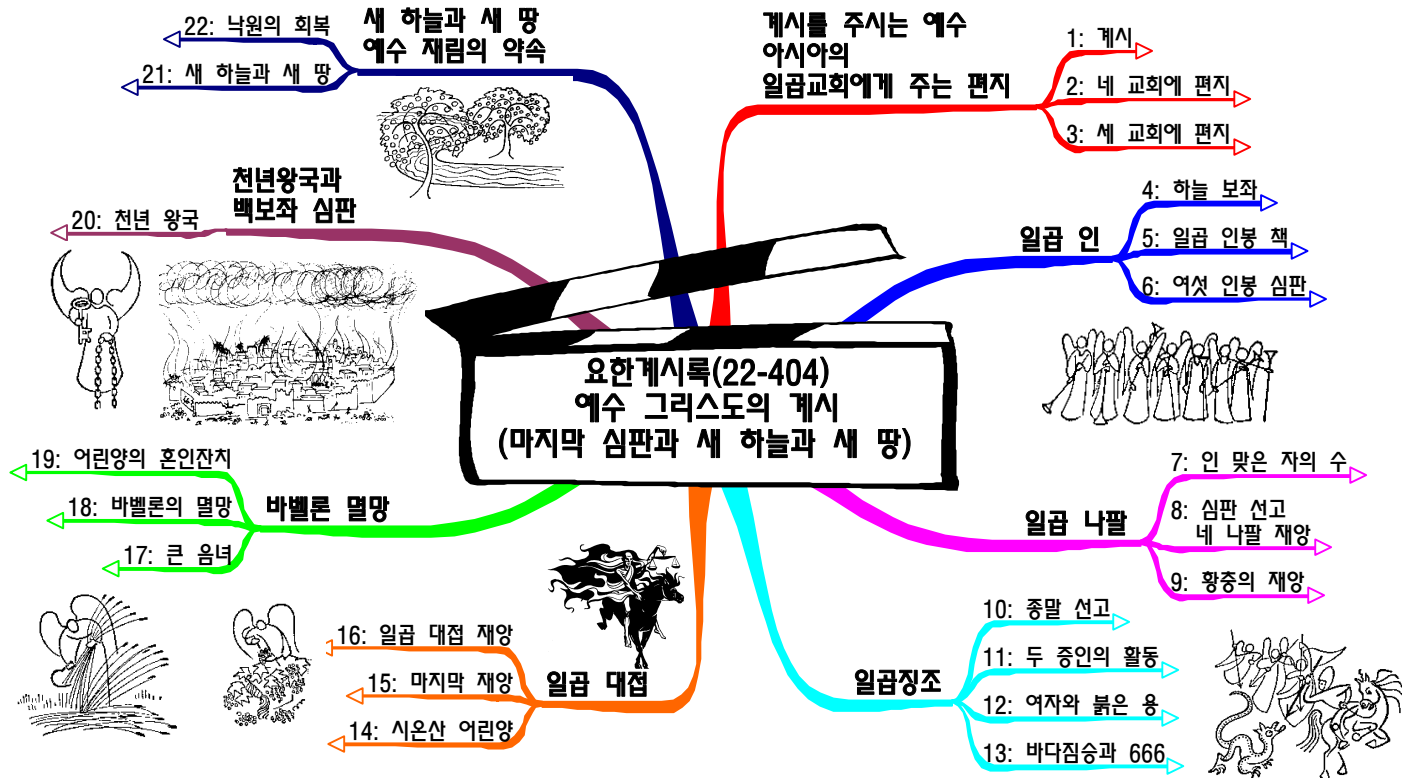 요한계시록(22-404)
예수 그리스도의 계시
(마지막 심판과 새 하늘과 새 땅)
계시를 주시는 예수
아시아의
일곱교회에게 주는 편지
1: 계시
2: 네 교회에 편지
3: 세 교회에 편지
일곱 인
4: 하늘 보좌
5: 일곱 인봉 책
6: 여섯 인봉 심판
일곱 나팔
7: 인 맞은 자의 수
8: 심판 선고
네 나팔 재앙
9: 황충의 재앙
일곱징조
10: 종말 선고
11: 두 증인의 활동
12: 여자와 붉은 용
13: 바다짐승과 666
일곱 대접
14: 시온산 어린양
15: 마지막 재앙
16: 일곱 대접 재앙
바벨론 멸망
17: 큰 음녀
18: 바벨론의 멸망
19: 어린양의 혼인잔치
천년왕국과
백보좌 심판
20: 천년 왕국
새 하늘과 새 땅
예수 재림의 약속
21: 새 하늘과 새 땅
22: 낙원의 회복